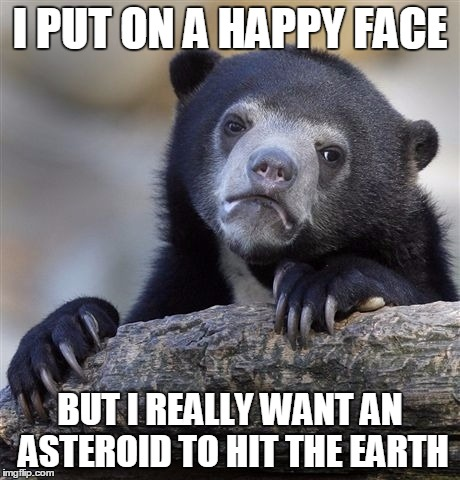 I PUT ON A HAPPY FACE
BUT I REALLY WANT AN
ASTEROID TO HIT THE EARTH
imgflip.com